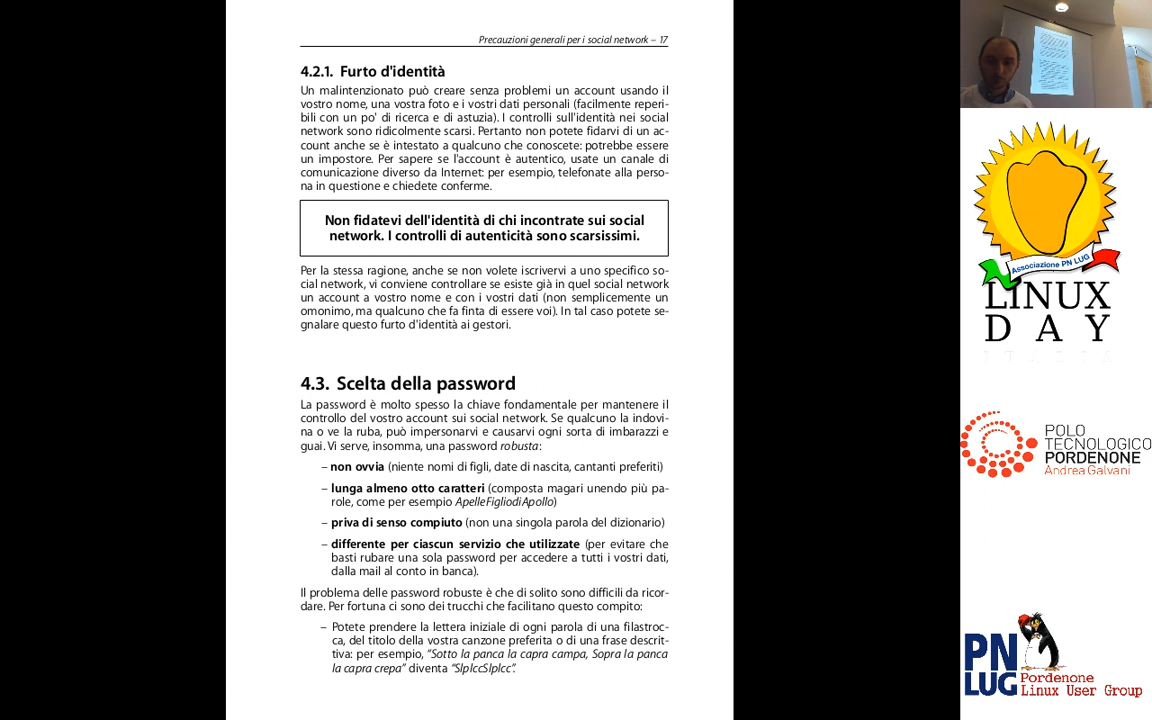 Precauzioni generali per i social network – 17
4.2.1. Furto d'identità
Un malintenzionato può creare senza problemi un account usando il
vostro nome, una vostra foto e i vostri dati personali (facilmente reperi-
bili con un po' di ricerca e di astuzia). I controlli sull'identità nei social
network sono ridicolmente scarsi. Pertanto non potete fidarvi di un ac-
count anche se è intestato a qualcuno che conoscete: potrebbe essere
un impostore. Per sapere se l'account è autentico, usate un canale di
comunicazione diverso da Internet: per esempio, telefonate alla perso-
na in questione e chiedete conferme.
Non fidatevi dell'identità di chi incontrate sui social
network. I controlli di autenticità sono scarsissimi.
Per la stessa ragione, anche se non volete iscrivervi a uno specifico so-
cial network, vi conviene controllare se esiste già in quel social network
un account a vostro nome e con i vostri dati (non semplicemente un
omonimo, ma qualcuno che fa finta di essere voi). In tal caso potete se-
gnalare questo furto d'identità ai gestori.
4.3. Scelta della password
La password è molto spesso la chiave fondamentale per mantenere il
controllo del vostro account sui social network. Se qualcuno la indovi-
na o ve la ruba, può impersonarvi e causarvi ogni sorta di imbarazzi e
guai. Vi serve, insomma, una password robusta:
– non ovvia (niente nomi di figli, date di nascita, cantanti preferiti)
– lunga almeno otto caratteri (composta magari unendo più pa-
role, come per esempio ApelleFigliodiApollo)
– priva di senso compiuto (non una singola parola del dizionario)
– differente per ciascun servizio che utilizzate (per evitare che
basti rubare una sola password per accedere a tutti i vostri dati,
dalla mail al conto in banca).
Il problema delle password robuste è che di solito sono difficili da ricor-
dare. Per fortuna ci sono dei trucchi che facilitano questo compito:
– Potete prendere la lettera iniziale di ogni parola di una filastroc-
ca, del titolo della vostra canzone preferita o di una frase descrit-
tiva: per esempio, "Sotto la panca la capra campa, Sopra la panca
la capra crepa" diventa "SlplccSlplcc".
Associazione PN LUG
LINUX
DAY
ITALIA
POLO
TECNOLOGICO
PORDENONE
Andrea Galvani
PN
LUG
Pordenone
Linux User Group